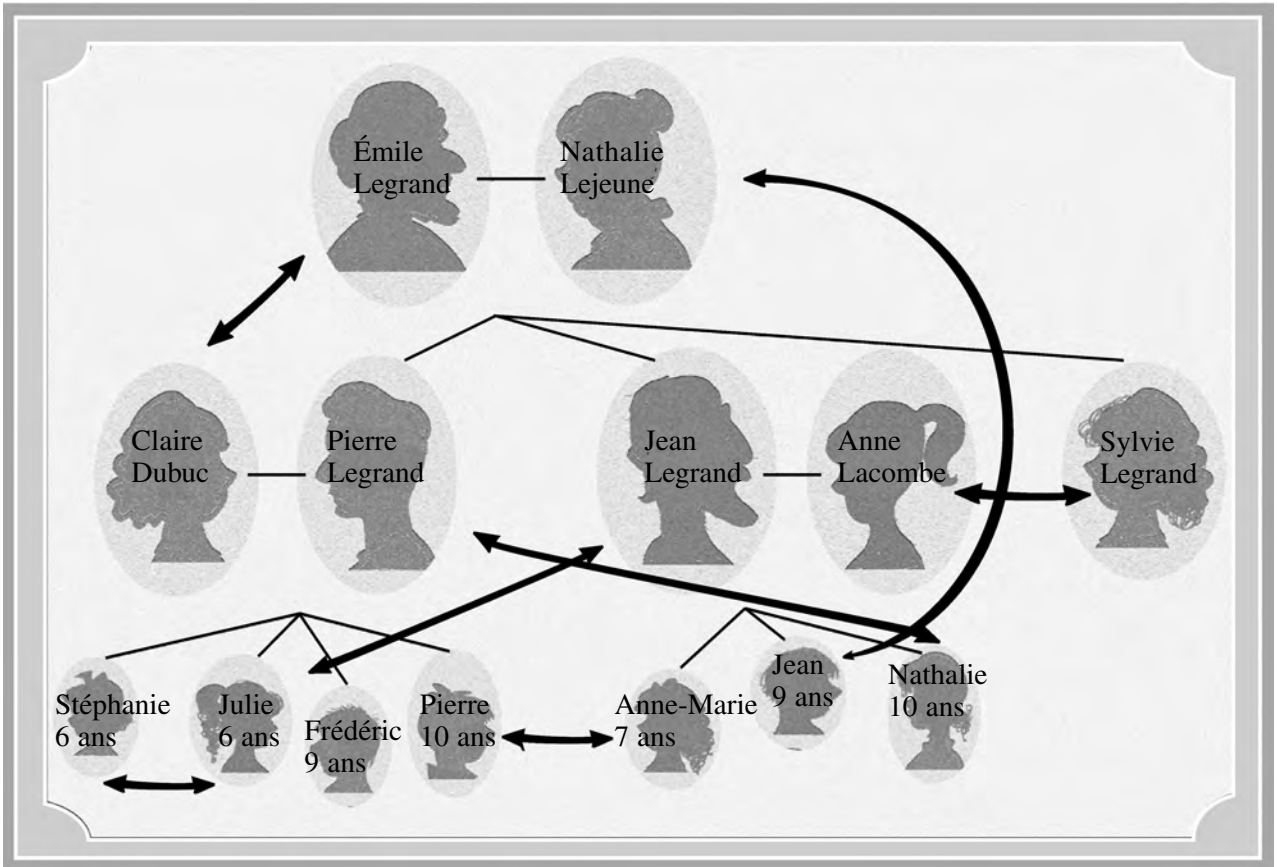 Émile
Legrand
Nathalie
Lejeune
Claire
Dubuc
Pierre
Legrand
Jean
Legrand
Anne
Lacombe
Sylvie
Legrand
Stéphanie
6 ans
Julie
6 ans
Frédéric
9 ans
Pierre
10 ans
Anne-Marie
7 ans
Jean
9 ans
Nathalie
10 ans